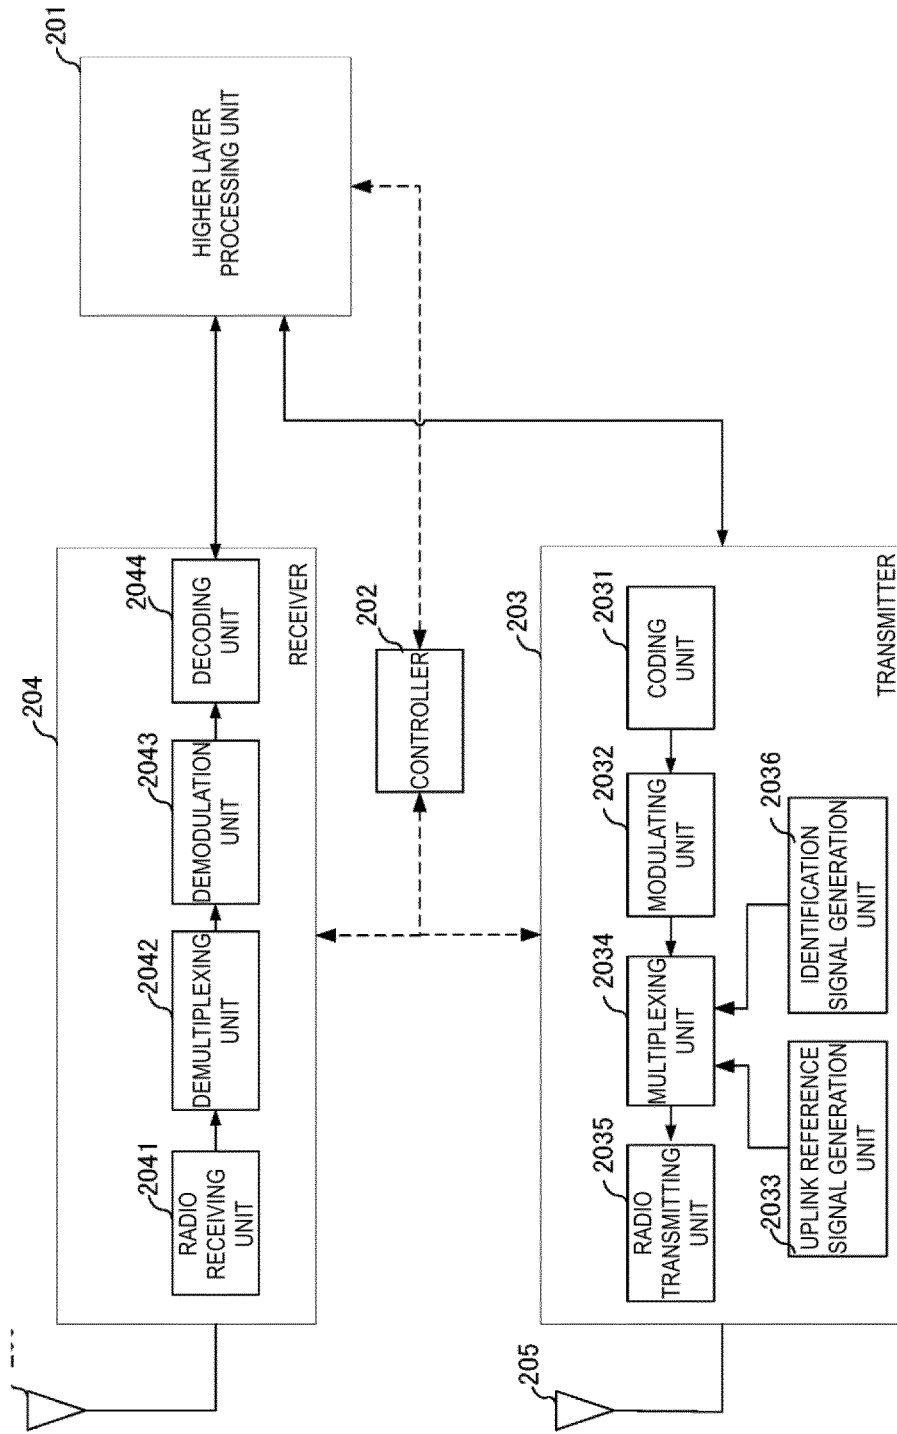 201
HIGHER LAYER
PROCESSING UNIT
204
2041
RADIO
RECEIVING
UNIT
2042
DEMULTIPLEXING
UNIT
2043
DEMODULATION
UNIT
2044
DECODING
UNIT
RECEIVER
202
CONTROLLER
205
203
2035
RADIO
TRANSMITTING
UNIT
2034
MULTIPLEXING
UNIT
2032
MODULATING
UNIT
2031
CODING
UNIT
2033
UPLINK REFERENCE
SIGNAL GENERATION
UNIT
2036
IDENTIFICATION
SIGNAL GENERATION
UNIT
TRANSMITTER